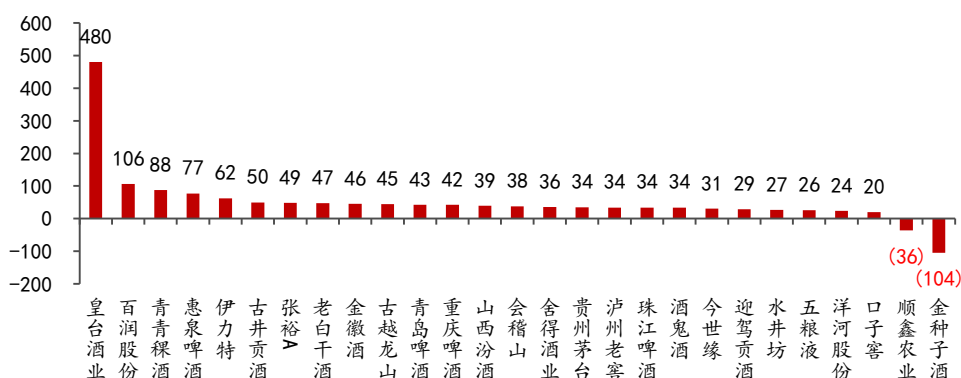 600
500
400
300
200
100
0
-100
-200
480
106
88
77
62
50
49
47
46
45
43
42
39
38
36
34
34
34
34
31
29
27
26
24
20
(36)
(104)
皇台酒业
百润股份
青青稞酒
惠泉啤酒
伊力特
古井贡酒
张裕A
老白干酒
金徽酒
古越龙山
青岛啤酒
重庆啤酒
山西汾酒
会稽山
舍得酒业
贵州茅台
泸州老窖
珠江啤酒
酒鬼酒
今世缘
迎驾贡酒
水井坊
五粮液
洋河股份
口子窖
顺鑫农业
金种子酒